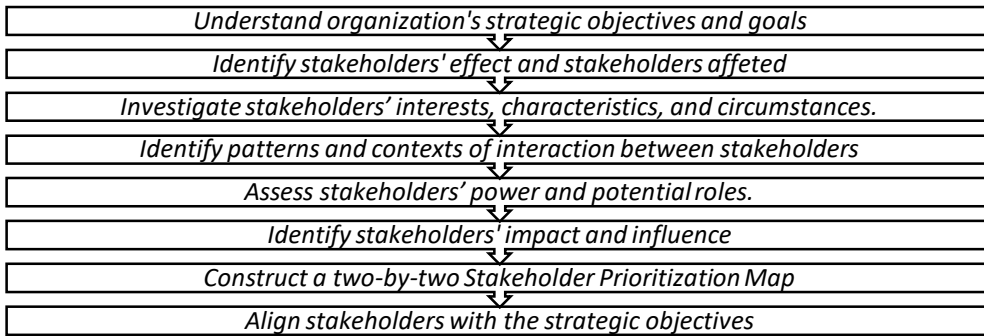 Understand organization's strategic objectives and goals
Identify stakeholders' effect and stakeholders affeted
Investigate stakeholders’ interests, characteristics, and circumstances.
Identify patterns and contexts of interaction between stakeholders
Assess stakeholders’ power and potential roles.
Identify stakeholders' impact and influence
Construct a two-by-two Stakeholder Prioritization Map
Align stakeholders with the strategic objectives